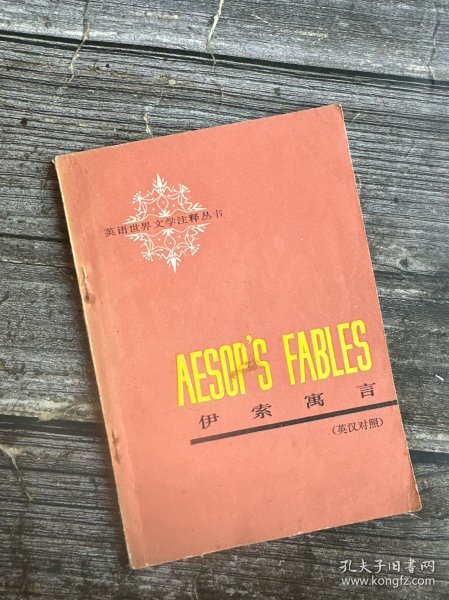 英语世界文学注释丛书
AESOP'S FABLES
伊索寓言
(英汉对照)
孔夫子旧书网
www.kongfz.com